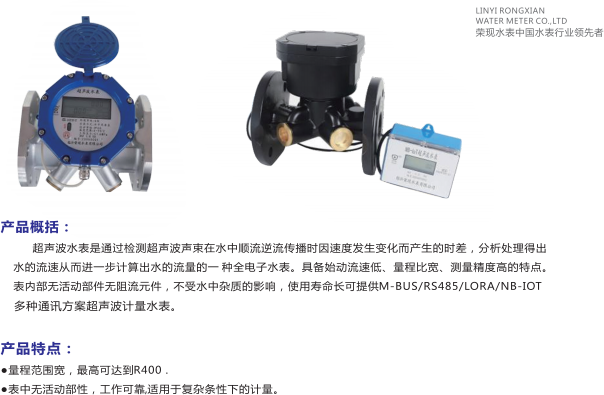 LINYI RONGXIAN
WATER METER CO.,LTD
荣现水表中国水表行业领先者
超声波水表
产品概括：
超声波水表是通过检测超声波声束在水中顺流逆流传播时因速度发生变化而产生的时差，分析处理得出
水的流速从而进一步计算出水的流量的一 种全电子水表。具备始动流速低、量程比宽、测量精度高的特点。
表内部无活动部件无阻流元件，不受水中杂质的影响，使用寿命长可提供M-BUS/RS485/LORA/NB-IOT
多种通讯方案超声波计量水表。
产品特点：
●量程范围宽，最高可达到R400 .
●表中无活动部性，工作可靠,适用于复杂条性下的计量。